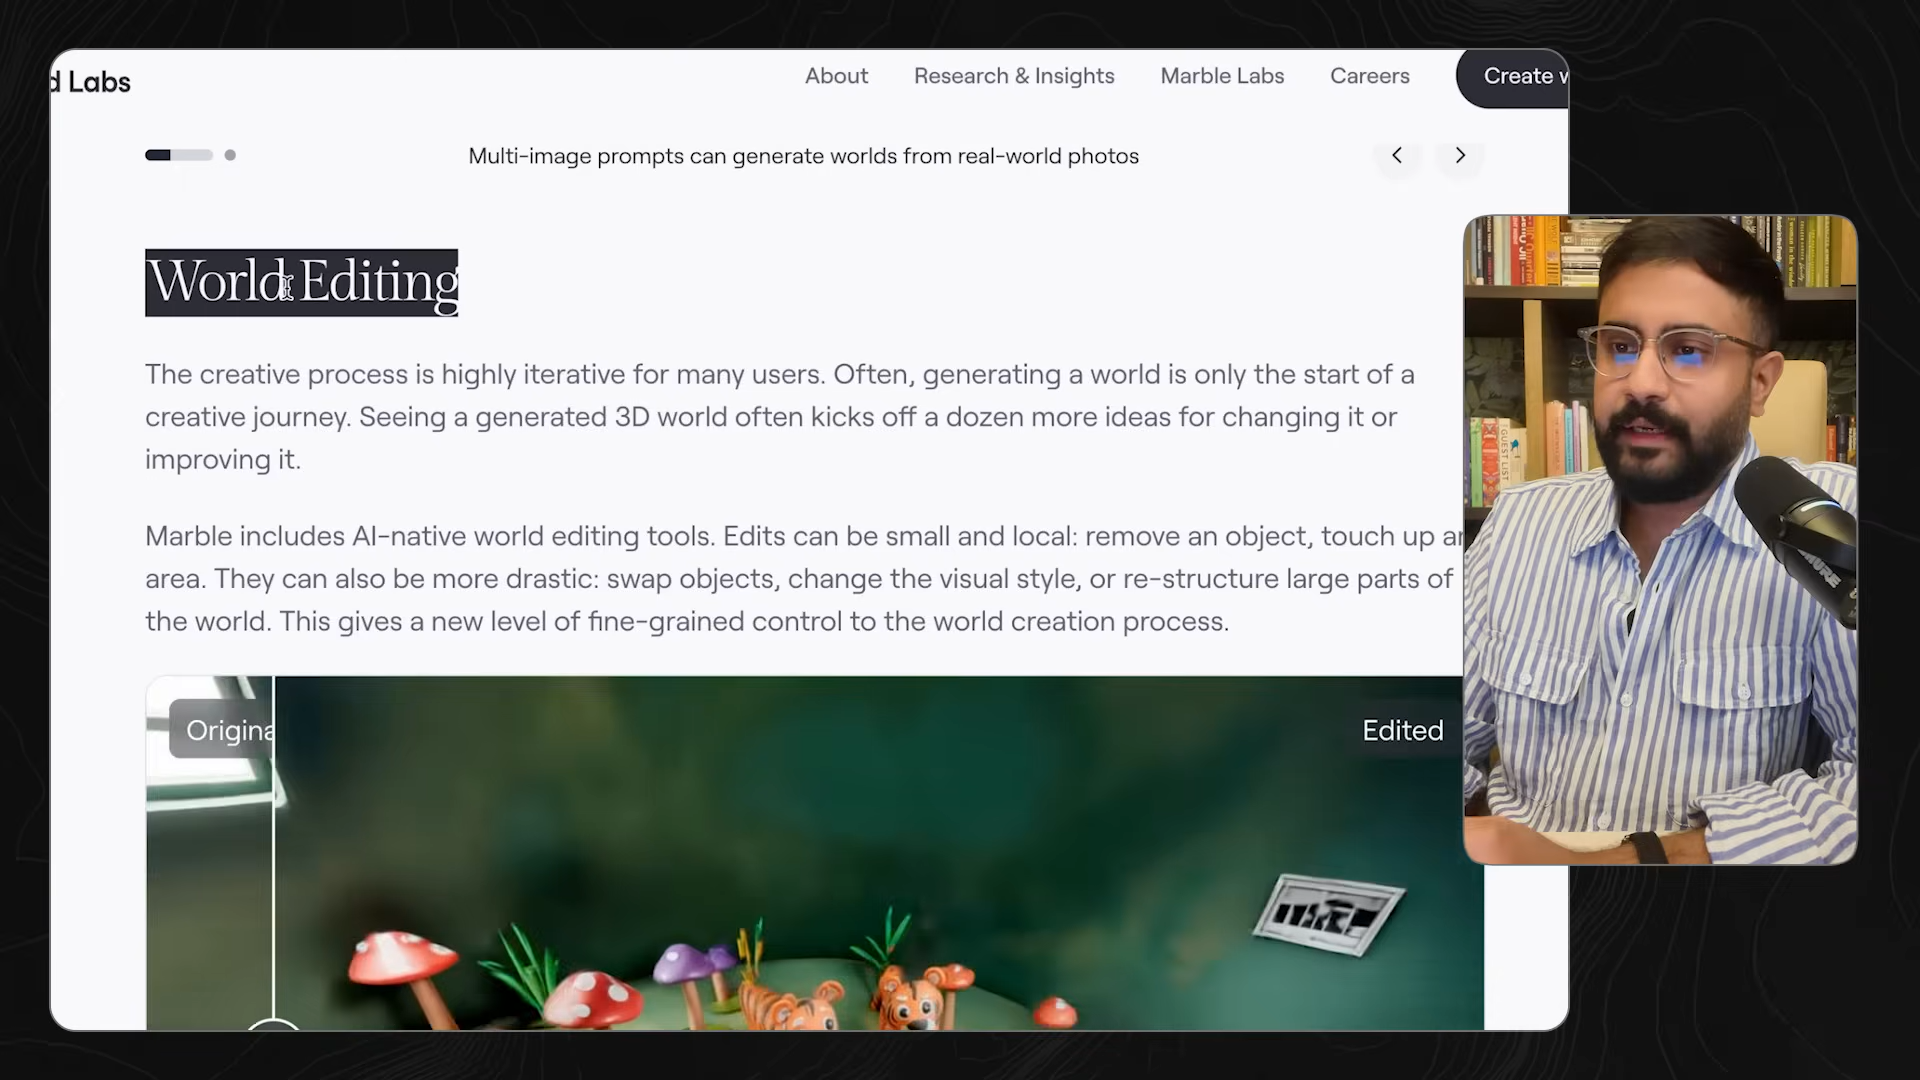 d Labs
About Research & Insights Marble Labs Careers Create w
Multi-image prompts can generate worlds from real-world photos
World Editing
The creative process is highly iterative for many users. Often, generating a world is only the start of a
creative journey. Seeing a generated 3D world often kicks off a dozen more ideas for changing it or
improving it.
Marble includes AI-native world editing tools. Edits can be small and local: remove an object, touch up an
area. They can also be more drastic: swap objects, change the visual style, or re-structure large parts of
the world. This gives a new level of fine-grained control to the world creation process.
Origina
Edited
GUEST LIST
SHURE